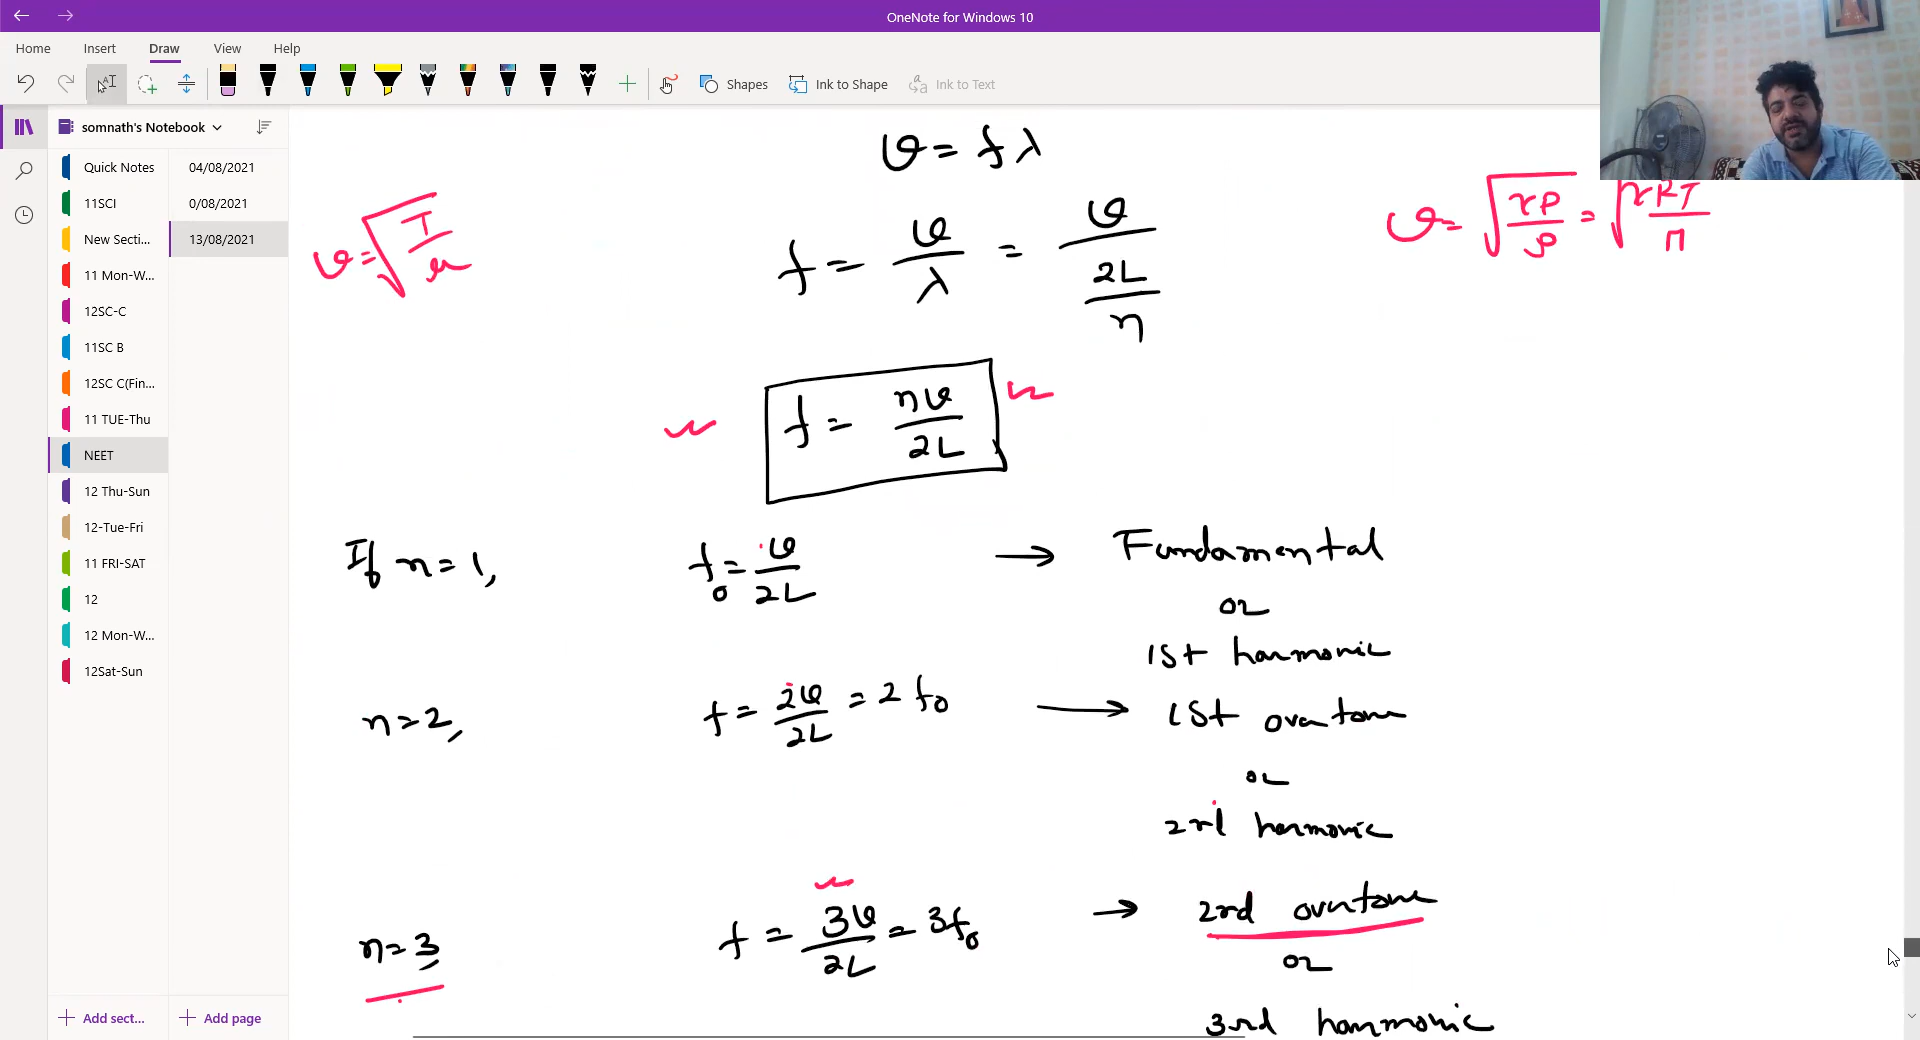 OneNote for Windows 10
Home Insert Draw View Help
Shapes Ink to Shape Ink to Text
somnath's Notebook
Quick Notes
11SCI
New Secti...
11 Mon-W...
12SC-C
11SC B
12SC C(Fin...
11 TUE-Thu
NEET
12 Thu-Sun
12-Tue-Fri
11 FRI-SAT
12
12 Mon-W...
12Sat-Sun
Add sect...
04/08/2021
0/08/2021
13/08/2021
Add page
v = fλ
v = √(T/μ)
f = v/λ = v/(2L/n)
v = √(γP/ρ) = √(γRT/M)
f = nv/2L
If n = 1, f₀ = v/2L → Fundamental
or
1st harmonic
n = 2, f = 2v/2L = 2f₀ → 1st overtone
or
2rd harmonic
n = 3, f = 3v/2L = 3f₀ → 2rd overtone
or
3rd harmonic